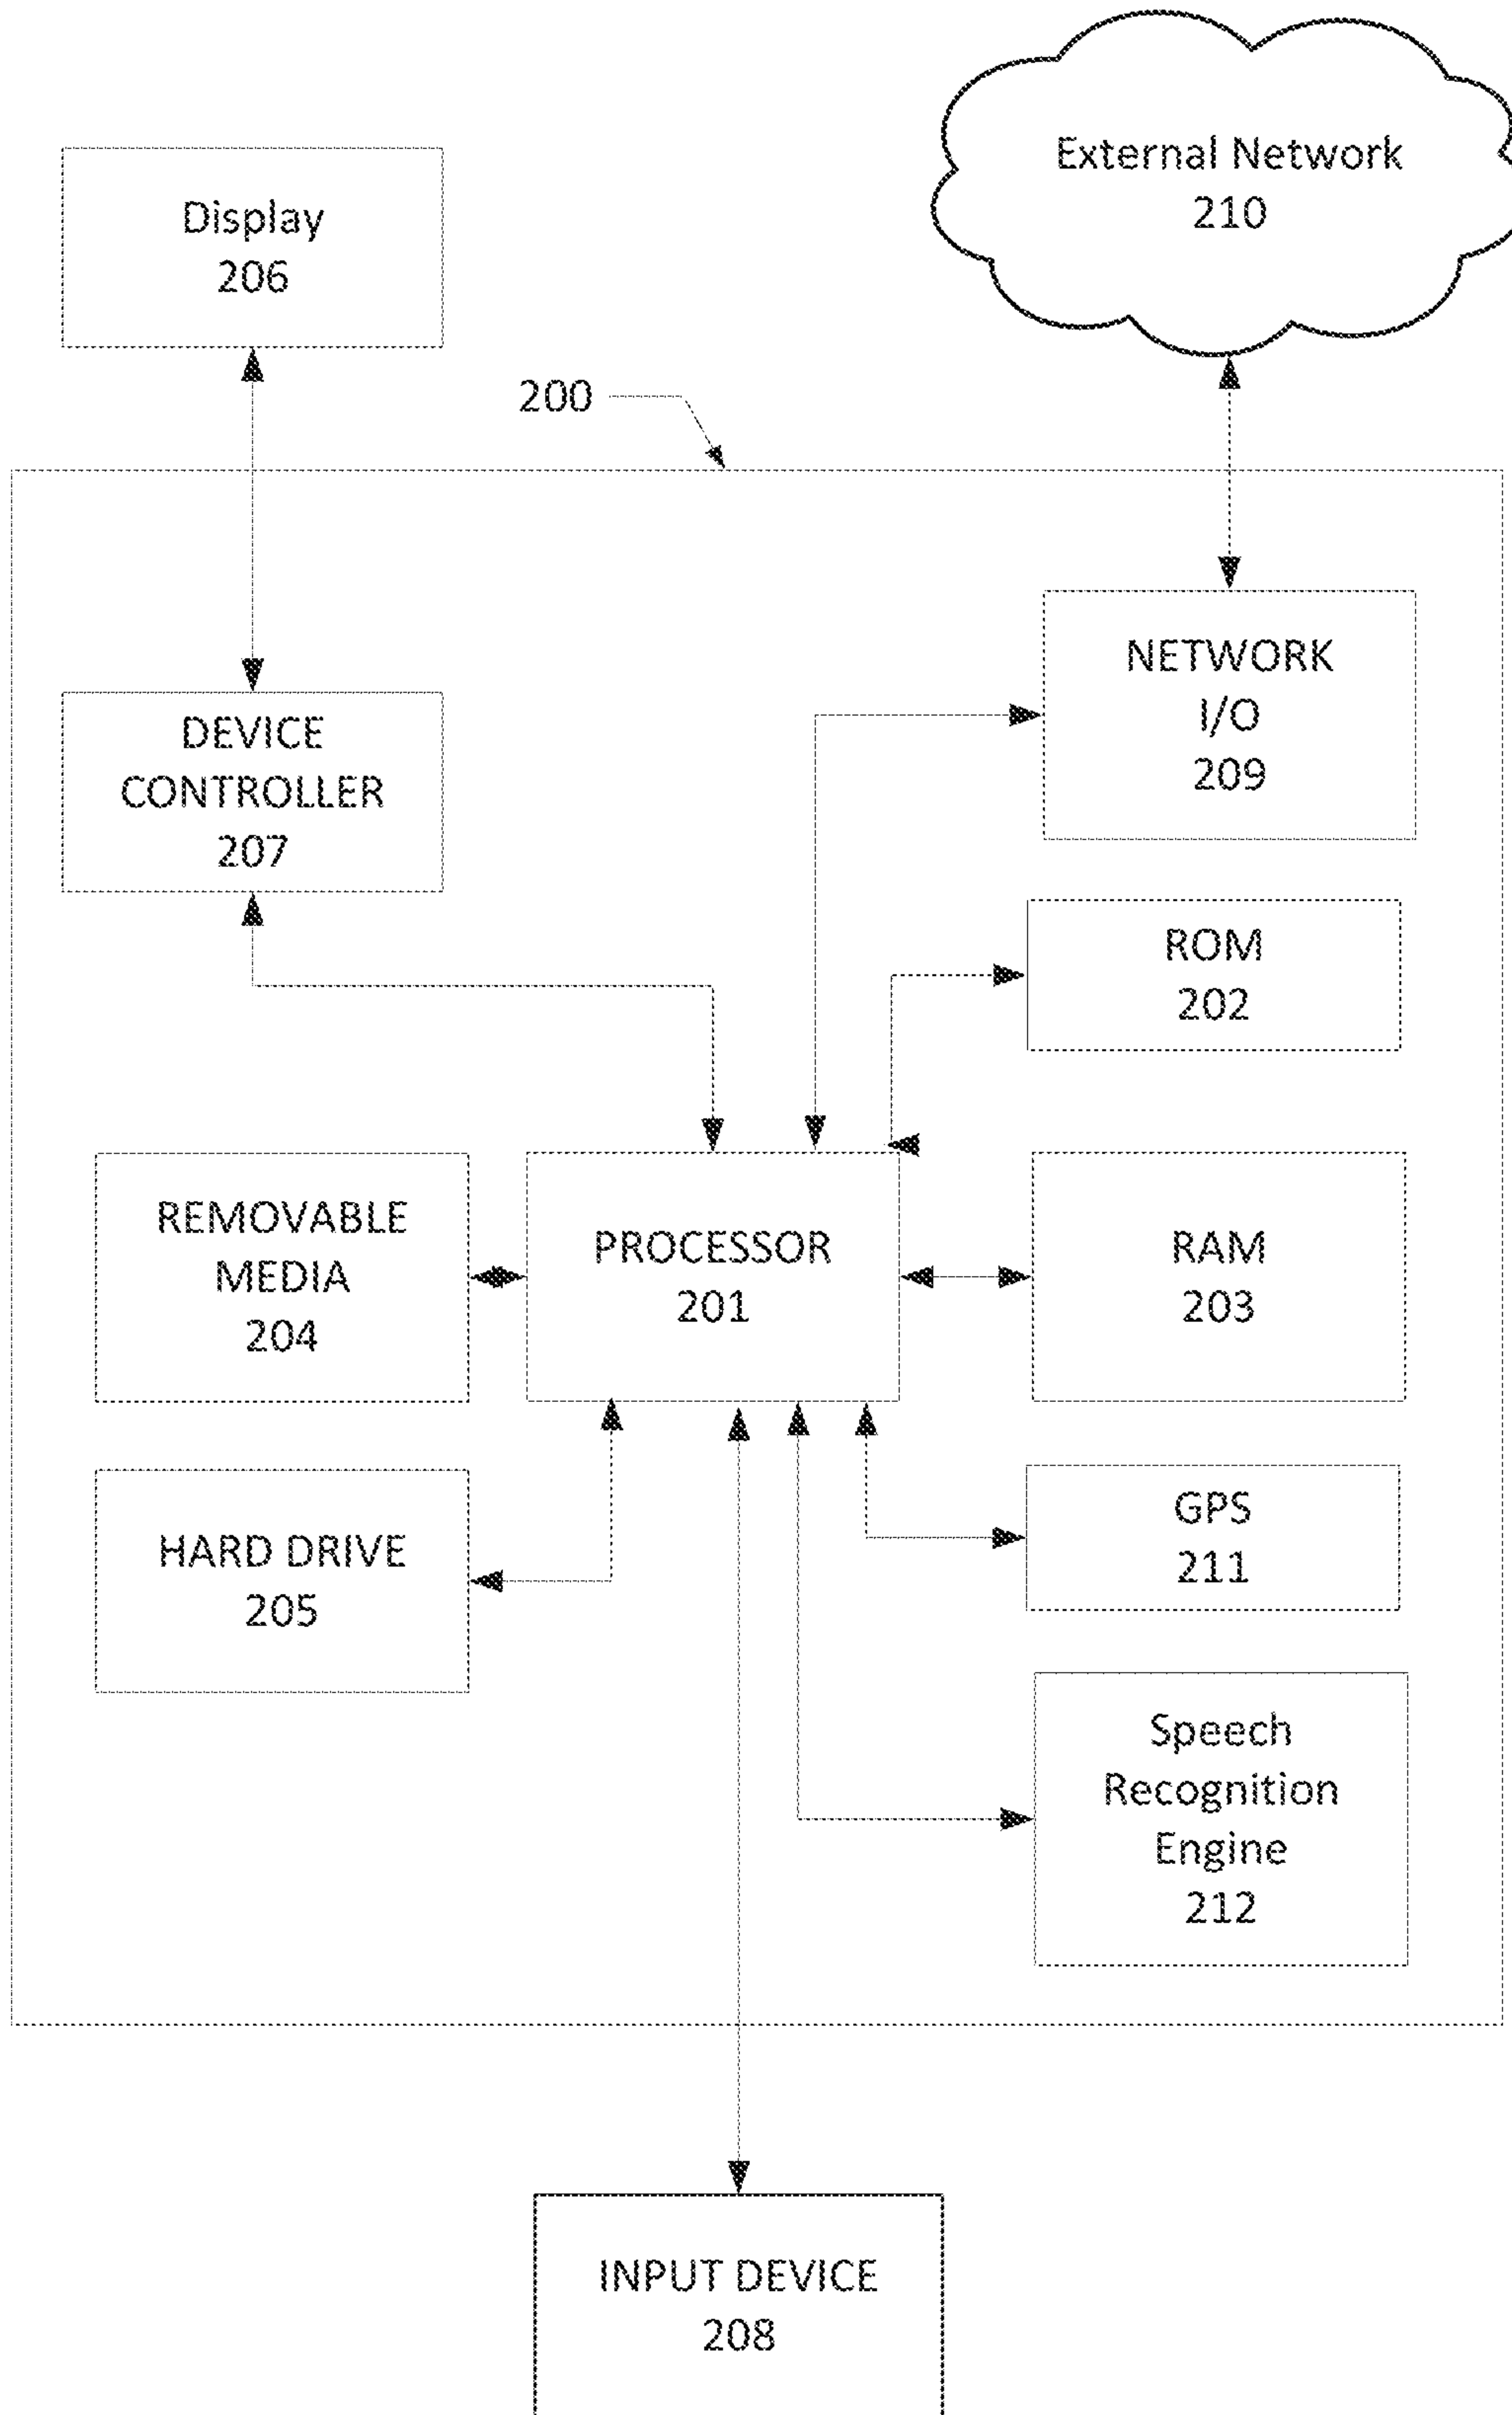 External Network
210
Display
206
200
NETWORK
I/O
209
DEVICE
CONTROLLER
207
ROM
202
REMOVABLE
MEDIA
204
PROCESSOR
201
RAM
203
HARD DRIVE
205
GPS
211
Speech
Recognition
Engine
212
INPUT DEVICE
208